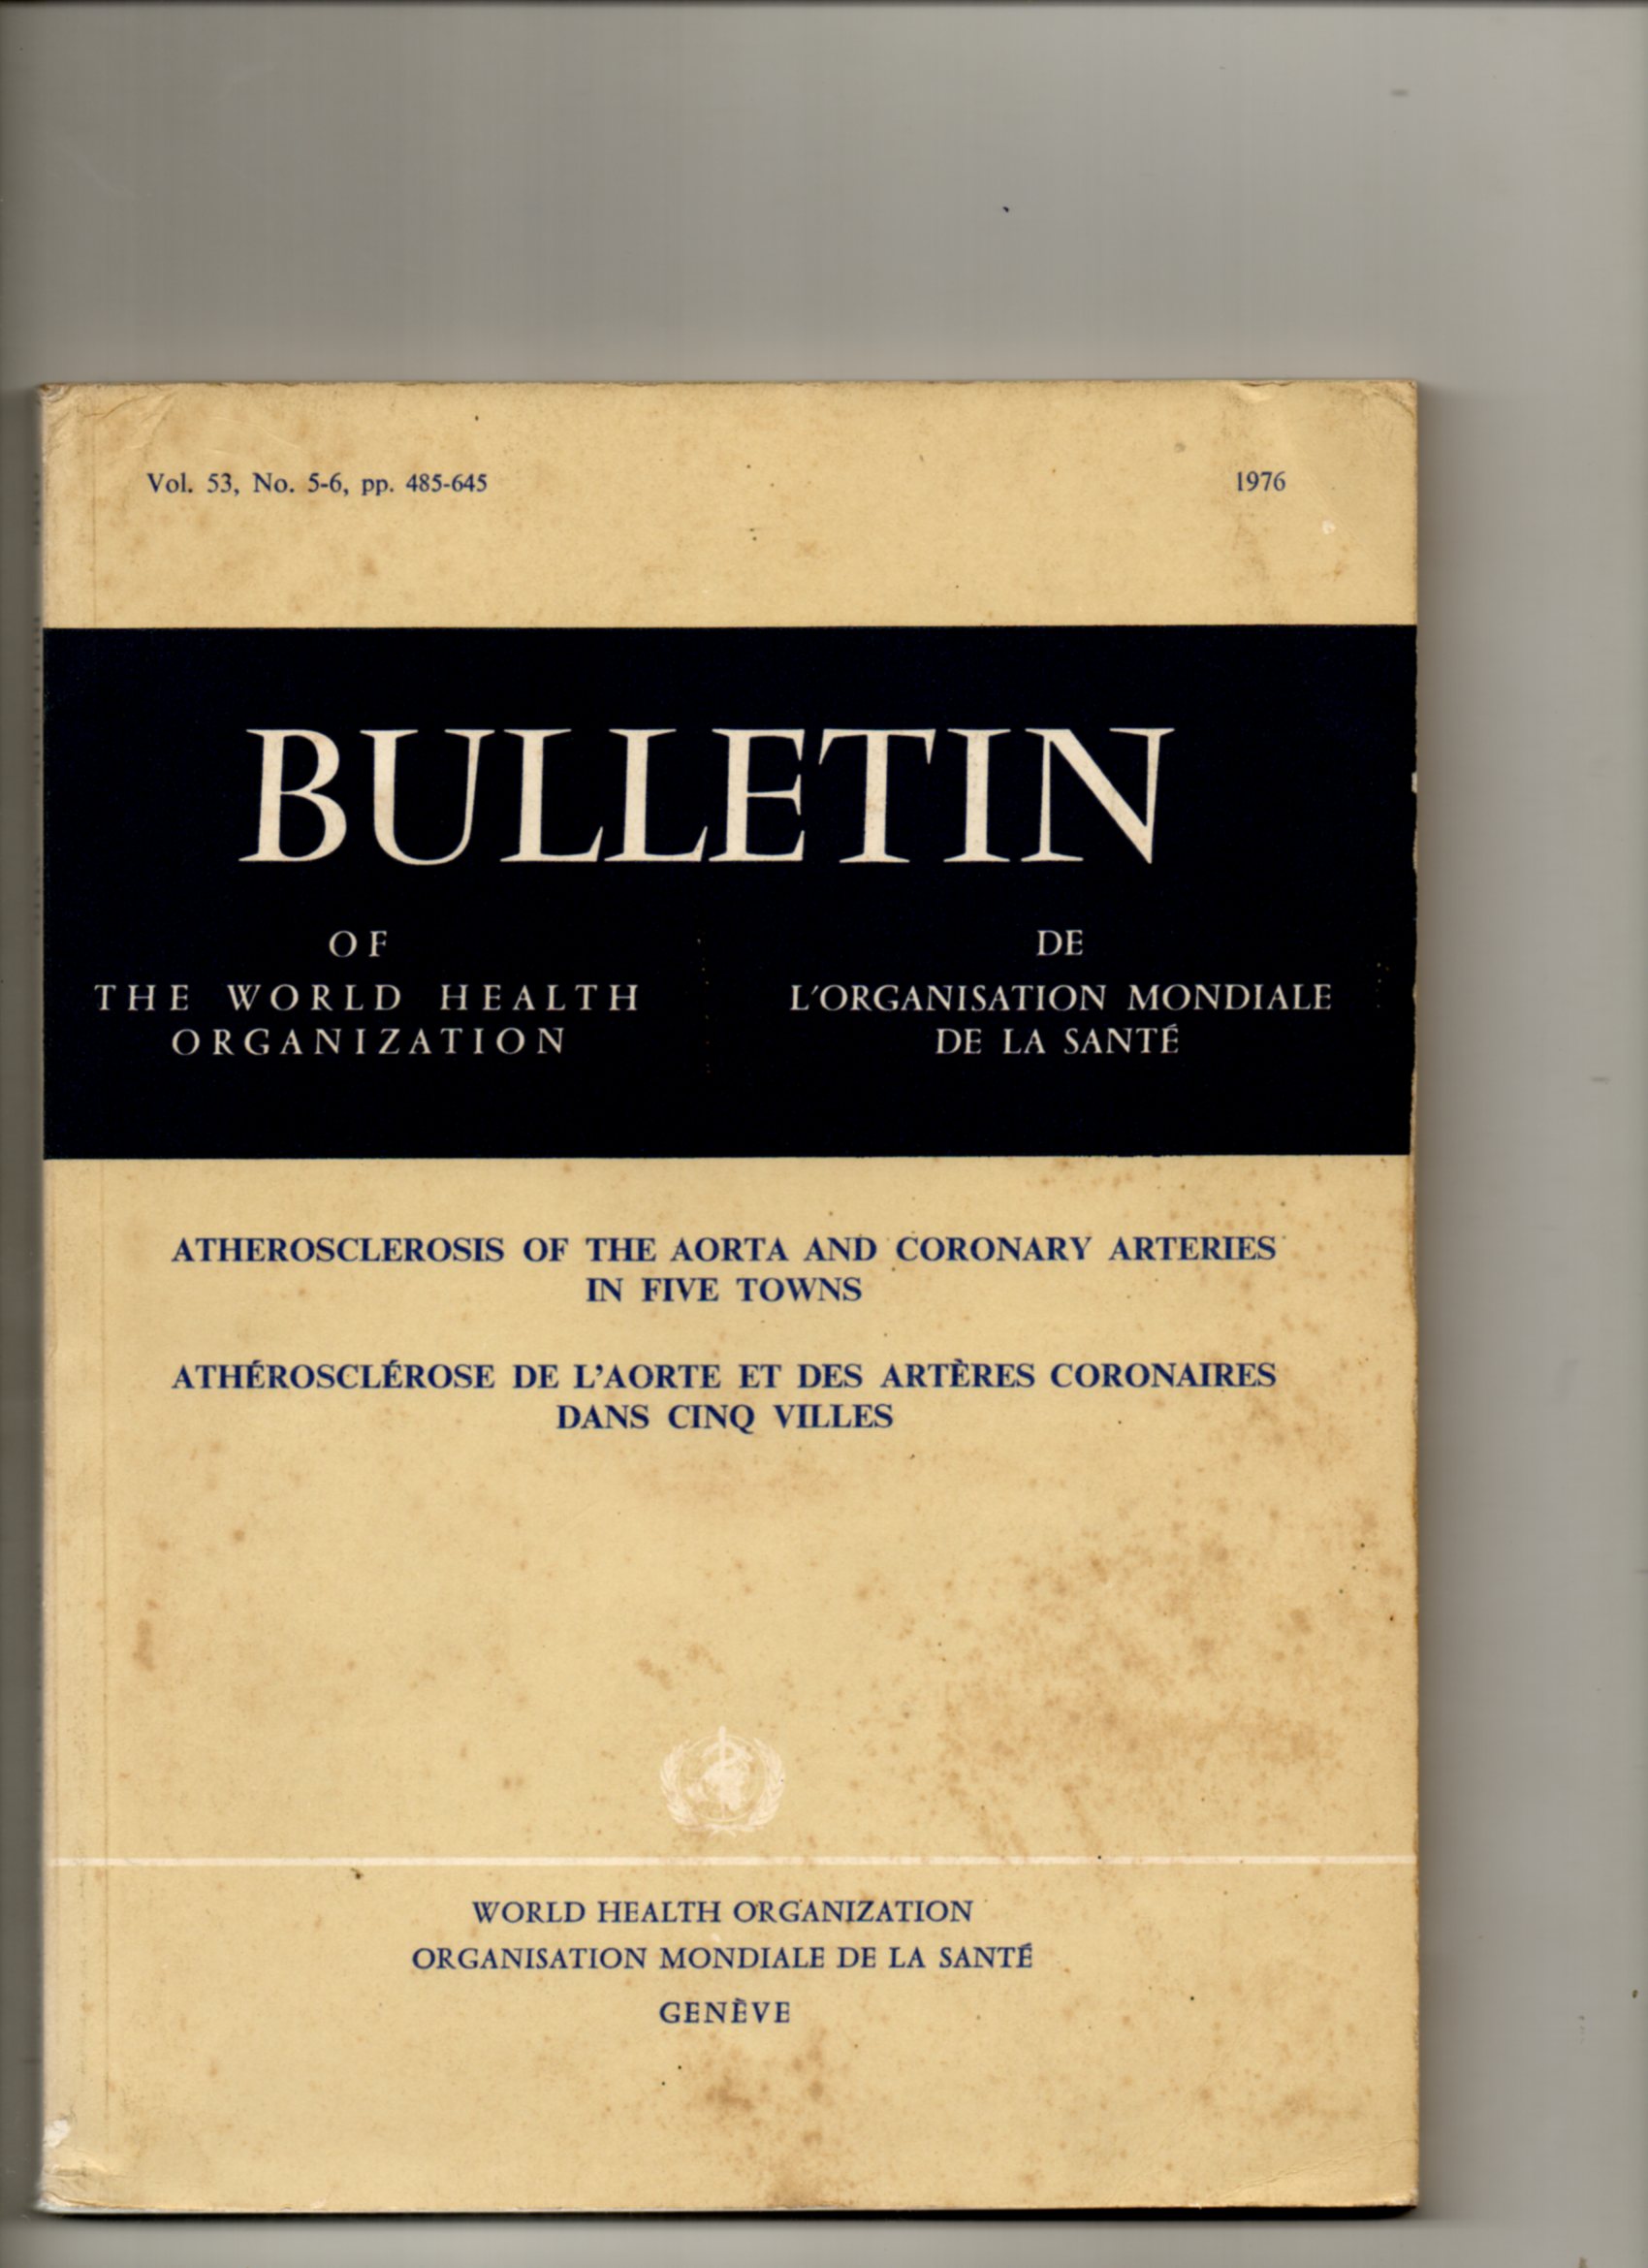 Vol. 53, No. 5-6, pp. 485-645
1976
BULLETIN
OF
THE WORLD HEALTH
ORGANIZATION
DE
L'ORGANISATION MONDIALE
DE LA SANTÉ
ATHEROSCLEROSIS OF THE AORTA AND CORONARY ARTERIES
IN FIVE TOWNS
ATHÉROSCLÉROSE DE L'AORTE ET DES ARTÈRES CORONAIRES
DANS CINQ VILLES
WORLD HEALTH ORGANIZATION
ORGANISATION MONDIALE DE LA SANTÉ
GENÈVE